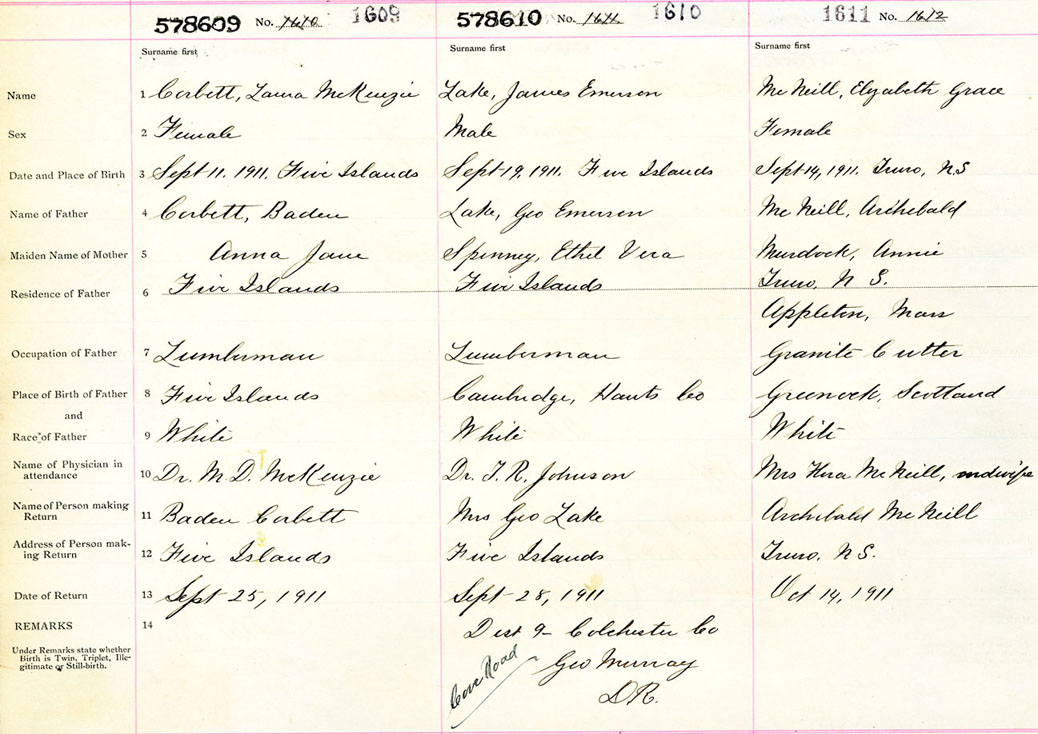 578609 No. 1610 1609 578610 No. 1611 1610 1611 No. 1612
Surname first Surname first Surname first
Name 1 Corbett, Laura McKenzie Lake, James Emerson McNeill, Elizabeth Grace
Sex 2 Female Male Female
Date and Place of Birth 3 Sept 11. 1911. Five Islands Sept 19, 1911. Five Islands Sept 14, 1911. Truro, N.S
Name of Father 4 Corbett, Baden Lake, Geo Emerson McNeill, Archibald
Maiden Name of Mother 5 Anna Jane Spenney, Ethel Vera Murdock, Annie
Residence of Father 6 Five Islands Five Islands Truro, N S.
Appleton, Mass
Occupation of Father 7 Lumberman Lumberman Granite Cutter
Place of Birth of Father 8 Five Islands Cambridge, Hants Co Greenock, Scotland
and
Race of Father 9 White White White
Name of Physician in
attendance 10 Dr. M. D. McKenzie Dr. T. R. Johnson Mrs McNeill, midwife
Name of Person making
Return 11 Baden Corbett Mrs Geo Lake Archibald McNeill
Address of Person mak-
ing Return 12 Five Islands Five Islands Truro, N S.
Date of Return 13 Sept 25, 1911 Sept 28, 1911 Oct 14, 1911
REMARKS 14 Dist 9- Colchester Co
Under Remarks state whether
Birth is Twin, Triplet, Ille-
gitimate or Still-birth.
Geo Murray
D R.
Road